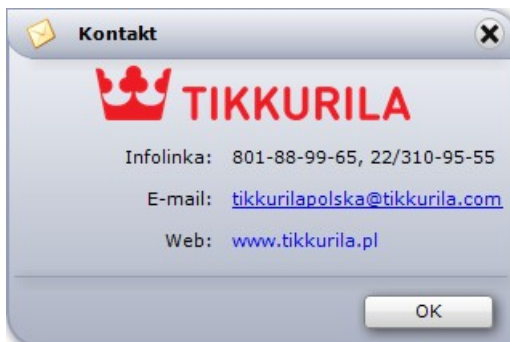 Kontakt
TIKKURILA
Infolinka: 801-88-99-65, 22/310-95-55
E-mail: tikkurilapolska@tikkurila.com
Web: www.tikkurila.pl
OK